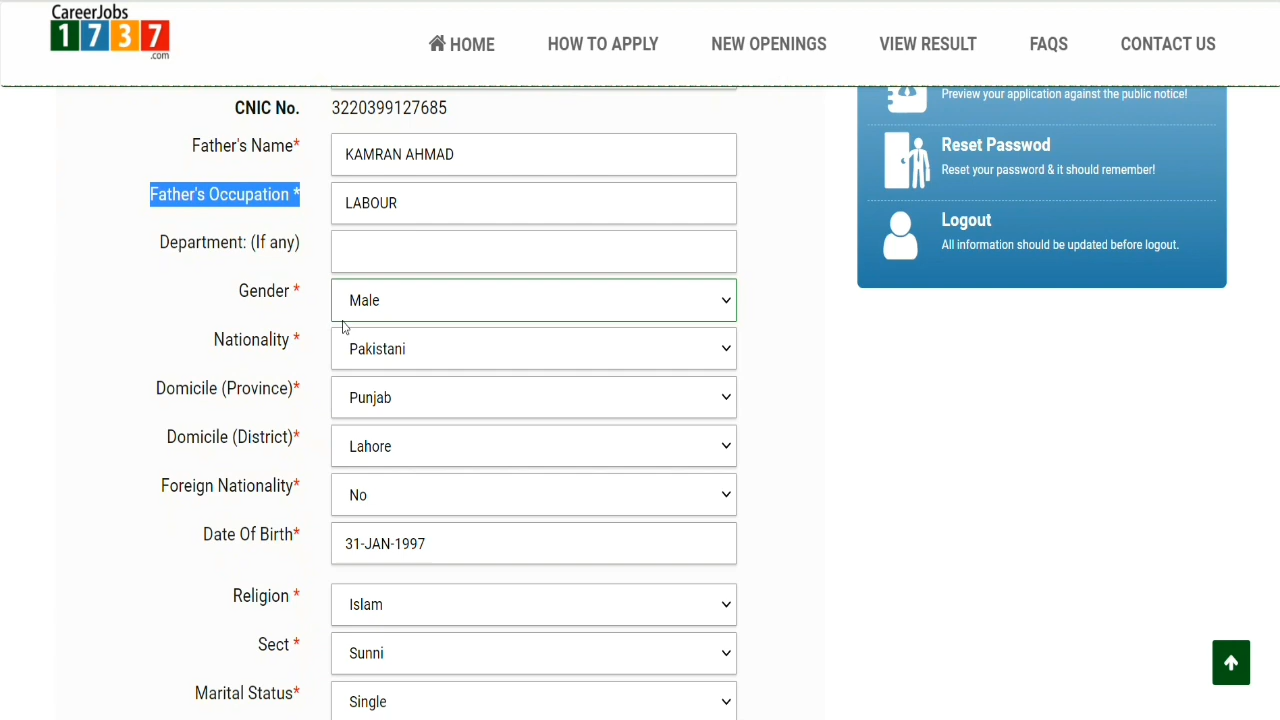 CareerJobs
1737
.com
HOME HOW TO APPLY NEW OPENINGS VIEW RESULT FAQS CONTACT US
CNIC No. 3220399127685
Father's Name* KAMRAN AHMAD
Father's Occupation * LABOUR
Department: (If any)
Gender * Male
Nationality * Pakistani
Domicile (Province)* Punjab
Domicile (District)* Lahore
Foreign Nationality* No
Date Of Birth* 31-JAN-1997
Religion * Islam
Sect * Sunni
Marital Status* Single
Preview your application against the public notice!
Reset Passwod
Reset your password & it should remember!
Logout
All information should be updated before logout.